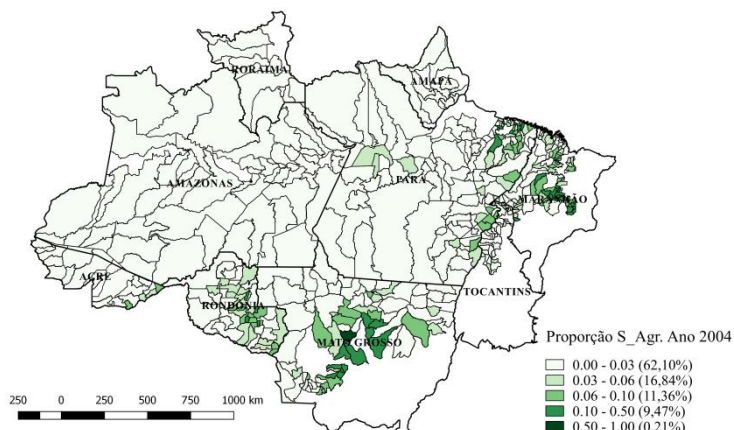 RORAIMA
AMAPÁ
AMAZONAS
PARÁ
MARANHÃO
ACRE
RONDÔNIA
TOCANTINS
MATO GROSSO
Proporção S_Agr. Ano 2004
0.00 - 0.03 (62,10%)
0.03 - 0.06 (16,84%)
0.06 - 0.10 (11,36%)
0.10 - 0.50 (9,47%)
0.50 - 1.00 (0,21%)
250 0 250 500 750 1000 km